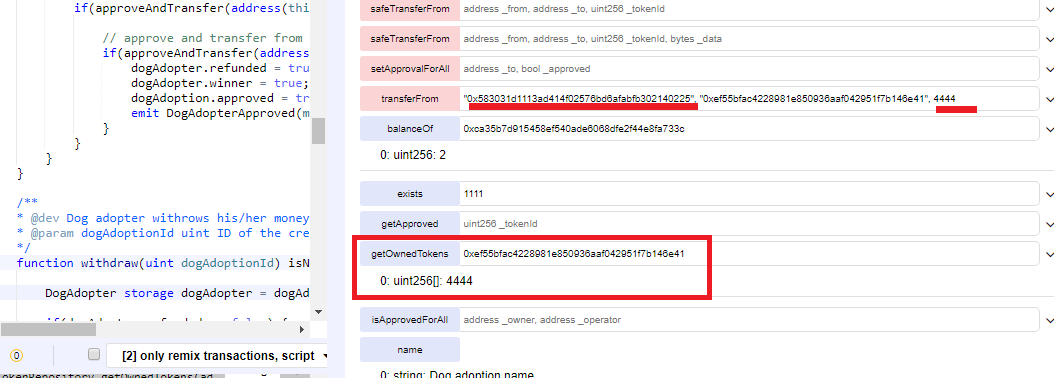 if(approveAndTransfer(address(thi
// approve and transfer from
if(approveAndTransfer(address
dogAdopter.refunded = tru
dogAdopter.winner = true;
dogAdoption.approved = tr
emit DogAdopterApproved(m
}
}
}
}
/**
* @dev Dog adopter withrows his/her money
* @param dogAdoptionId uint ID of the cre
*/
function withdraw(uint dogAdoptionId) isN
DogAdopter storage dogAdopter = dogAd
0
[2] only remix transactions, script
safeTransferFrom address _from, address _to, uint256 _tokenId
safeTransferFrom address _from, address _to, uint256 _tokenId, bytes _data
setApprovalForAll address _to, bool _approved
transferFrom "0x583031d1113ad414f02576bd6afabfb302140225", "0xef55bfac4228981e850936aaf042951f7b146e41", 4444
balanceOf 0xca35b7d915458ef540ade6068dfe2f44e8fa733c
0: uint256: 2
exists 1111
getApproved uint256 _tokenId
getOwnedTokens 0xef55bfac4228981e850936aaf042951f7b146e41
0: uint256[]: 4444
isApprovedForAll address _owner, address _operator
name
0: string: Dog adoption name